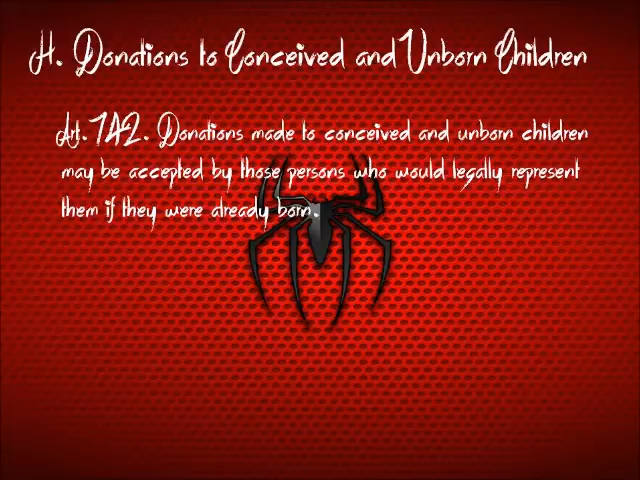 H. Donations to Conceived and Unborn Children
Art.742. Donations made to conceived and unborn children
may be accepted by those persons who would legally represent
them if they were already born.